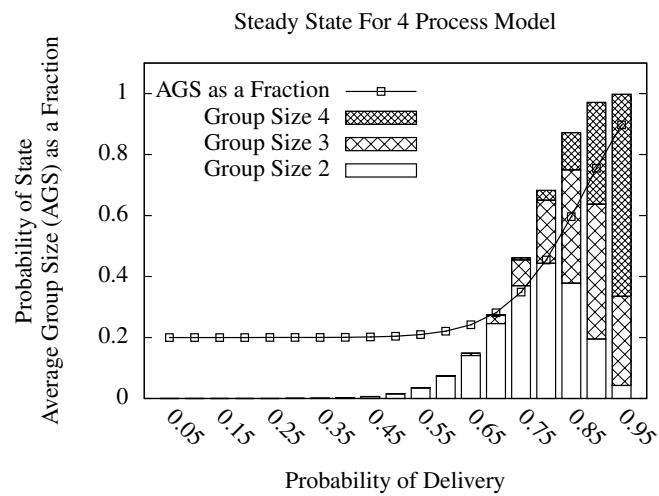 Steady State For 4 Process Model
Probability of State
Average Group Size (AGS) as a Fraction
1
0.8
0.6
0.4
0.2
0
AGS as a Fraction
Group Size 4
Group Size 3
Group Size 2
0.05
0.15
0.25
0.35
0.45
0.55
0.65
0.75
0.85
0.95
Probability of Delivery